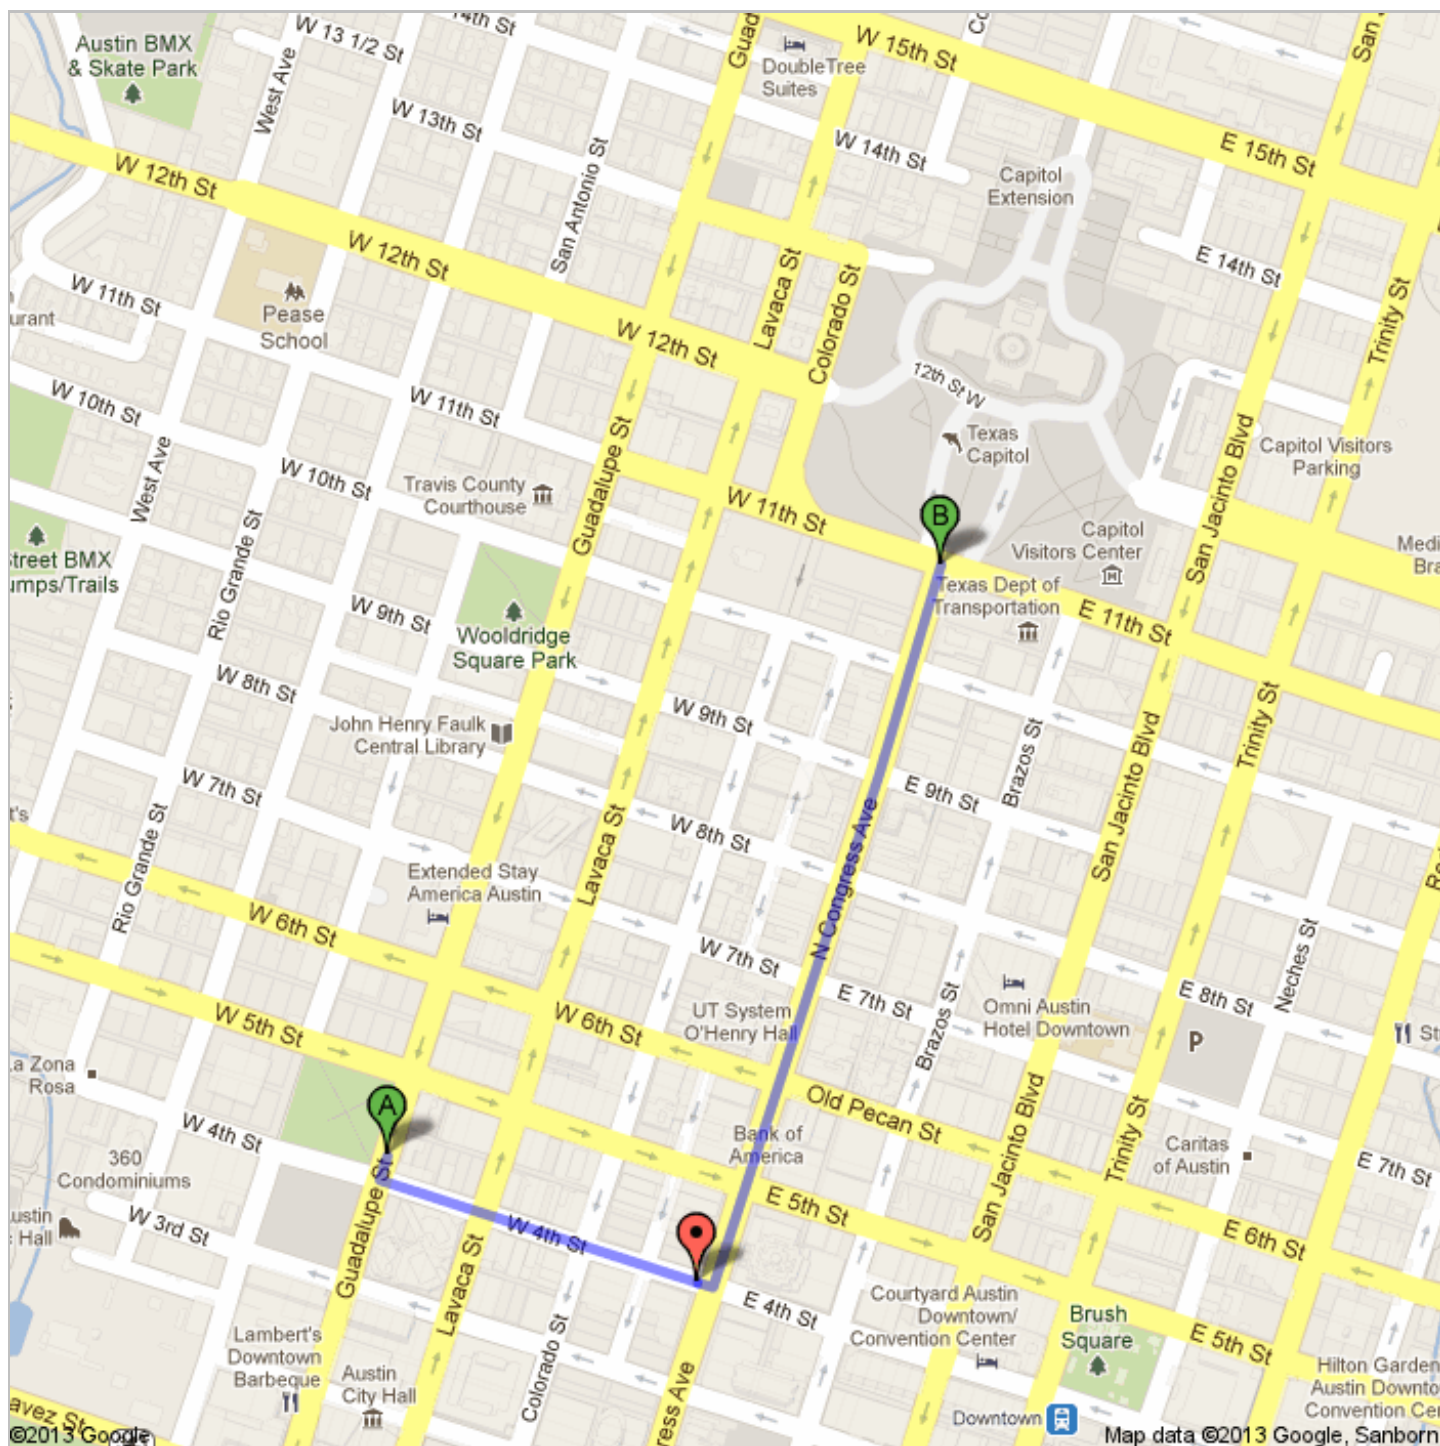 Austin BMX
& Skate Park
W 13 1/2 St
14th St
West Ave
W 13th St
San Antonio St
DoubleTree
Suites
W 15th St
W 14th St
Capitol
Extension
E 15th St
E 14th St
Trinity St
W 12th St
W 12th St
W 12th St
W 11th St
Pease
School
Lavaca St
Colorado St
12th St W
Texas
Capitol
San Jacinto Blvd
Capitol Visitors
Parking
W 10th St
W 11th St
W 10th St
West Ave
Travis County
Courthouse
Guadalupe St
W 11th St
B
Capitol
Visitors Center
Texas Dept of
Transportation
E 11th St
Street BMX
Rio Grande St
W 9th St
Wooldridge
Square Park
W 8th St
John Henry Faulk
Central Library
W 9th St
E 9th St
Brazos St
San Jacinto Blvd
Trinity St
W 7th St
Lavaca St
W 8th St
N Congress Ave
Rio Grande St
Extended Stay
America Austin
W 6th St
W 7th St
E 7th St
UT System
O'Henry Hall
Brazos St
Omni Austin
Hotel Downtown
E 8th St
Neches St
P
W 5th St
W 6th St
La Zona
Rosa
A
Old Pecan St
San Jacinto Blvd
Trinity St
Bank of
America
Caritas
of Austin
E 7th St
W 4th St
360
Condominiums
W 3rd St
Guadalupe St
W 4th St
Lavaca St
E 5th St
E 6th St
E 4th St
Colorado St
Courtyard Austin
Downtown/
Convention Center
Brush
Square
E 5th St
Lambert's
Downtown
Barbeque
Austin
City Hall
Hilton Garden
Downtown
©2013 Google
Map data ©2013 Google, Sanborn